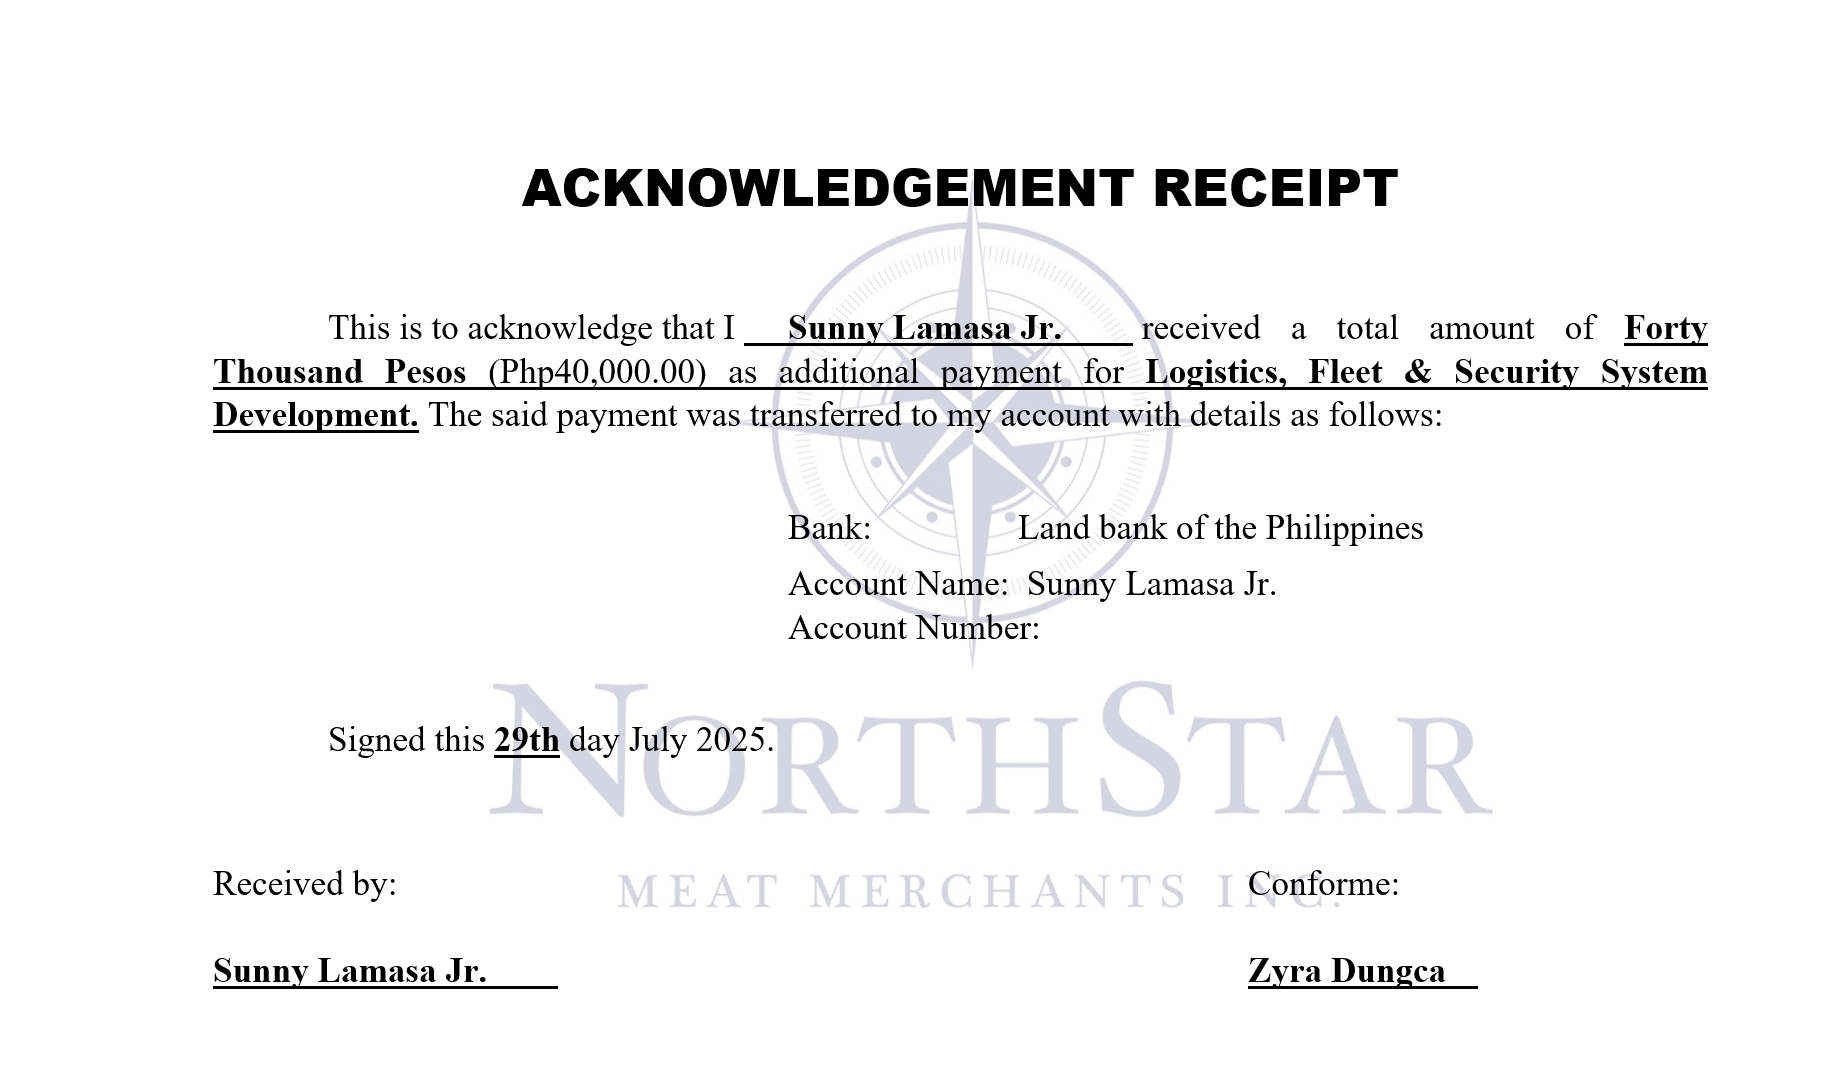 ACKNOWLEDGEMENT RECEIPT
This is to acknowledge that I Sunny Lamasa Jr. received a total amount of Forty
Thousand Pesos (Php40,000.00) as additional payment for Logistics, Fleet & Security System
Development. The said payment was transferred to my account with details as follows:
Bank: Land bank of the Philippines
Account Name: Sunny Lamasa Jr.
Account Number:
NORTHSTAR
Signed this 29th day July 2025.
MEAT MERCHANTS INC.
Received by: Conforme:
Sunny Lamasa Jr. Zyra Dungca